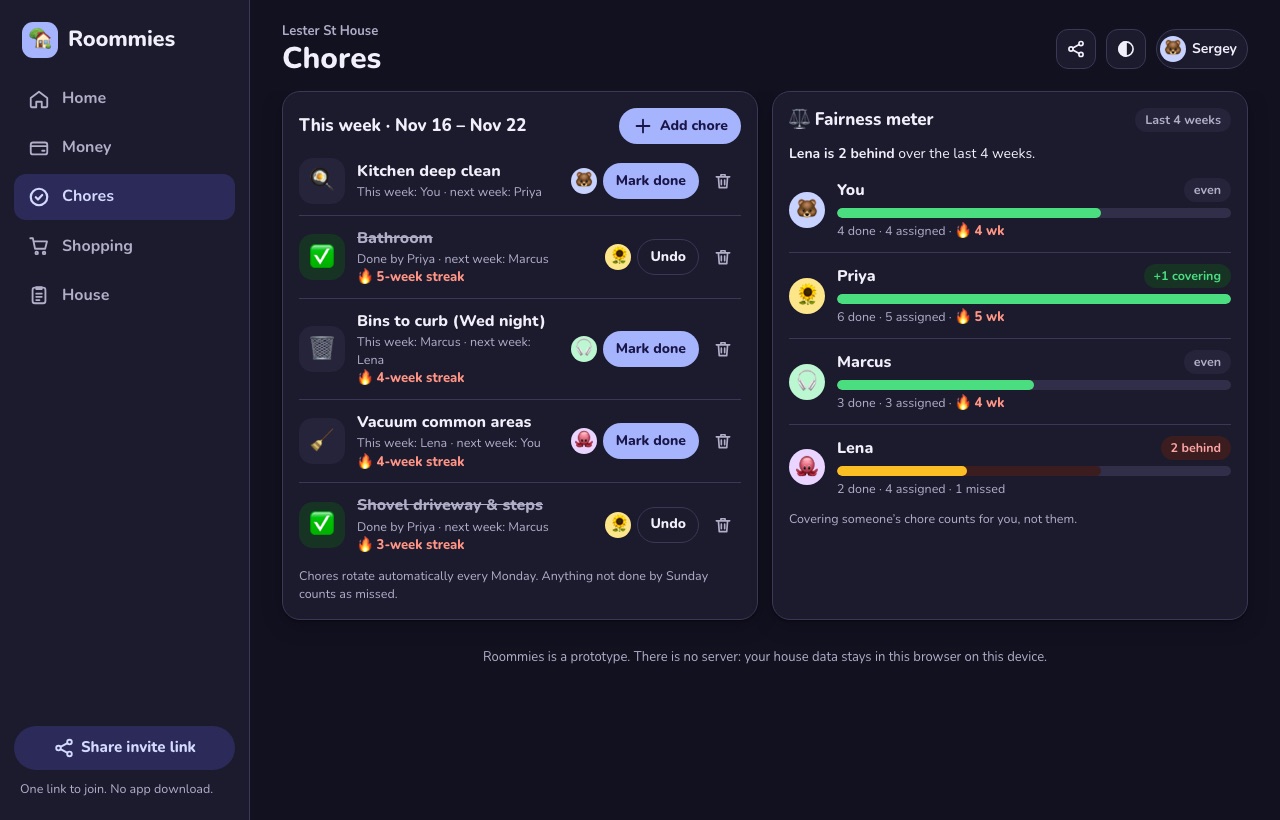 Roommies
Home
Money
Chores
Shopping
House
Share invite link
One link to join. No app download.
Lester St House
Chores
Sergey
This week · Nov 16 – Nov 22
Add chore
Kitchen deep clean
This week: You · next week: Priya
Mark done
Bathroom
Done by Priya · next week: Marcus
🔥 5-week streak
Undo
Bins to curb (Wed night)
This week: Marcus · next week:
Lena
🔥 4-week streak
Mark done
Vacuum common areas
This week: Lena · next week: You
🔥 4-week streak
Mark done
Shovel driveway & steps
Done by Priya · next week: Marcus
🔥 3-week streak
Undo
Chores rotate automatically every Monday. Anything not done by Sunday
counts as missed.
⚖️ Fairness meter
Last 4 weeks
Lena is 2 behind over the last 4 weeks.
You
even
4 done · 4 assigned · 🔥 4 wk
Priya
+1 covering
6 done · 5 assigned · 🔥 5 wk
Marcus
even
3 done · 3 assigned · 🔥 4 wk
Lena
2 behind
2 done · 4 assigned · 1 missed
Covering someone's chore counts for you, not them.
Roommies is a prototype. There is no server: your house data stays in this browser on this device.